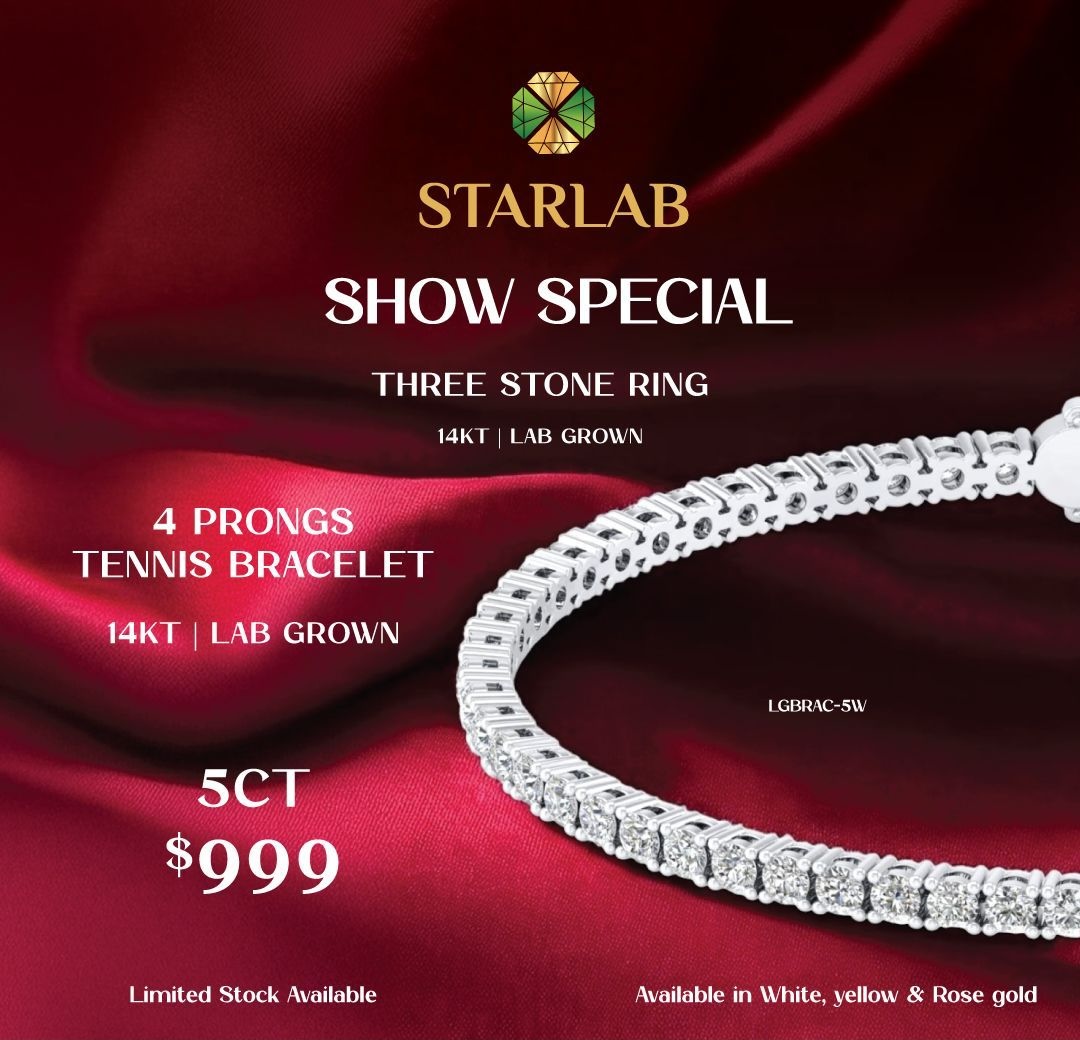 STARLAB
SHOW SPECIAL
THREE STONE RING
14KT | LAB GROWN
4 PRONGS
TENNIS BRACELET
14KT | LAB GROWN
LGBRAC-5W
5CT
$999
Limited Stock Available
Available in White, yellow & Rose gold